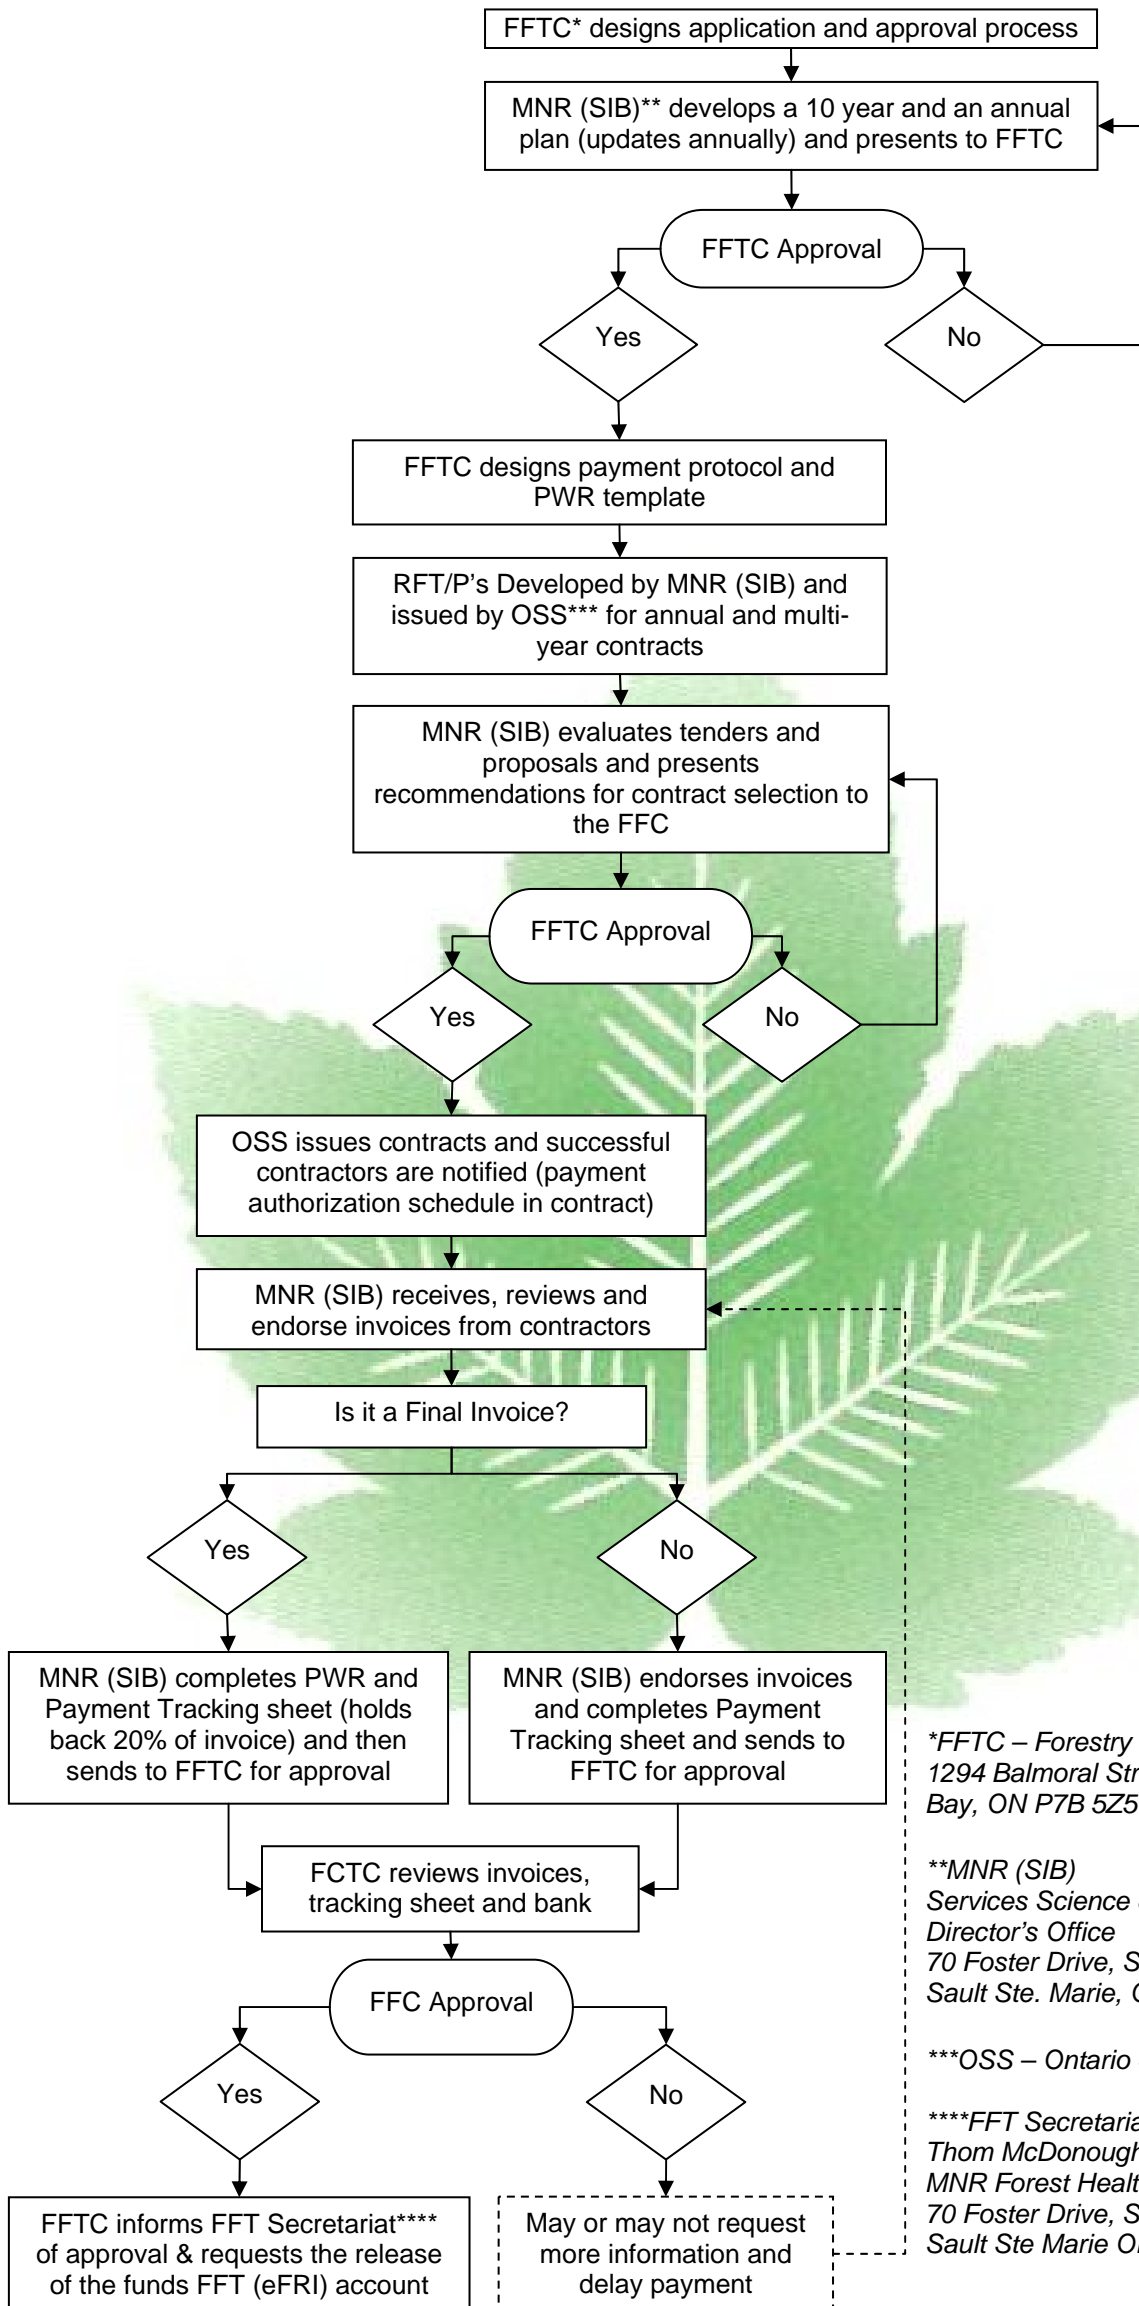 FFTC* designs application and approval process
MNR (SIB)** develops a 10 year and an annual
plan (updates annually) and presents to FFTC
FFTC Approval
Yes
No
FFTC designs payment protocol and
PWR template
RFT/P's Developed by MNR (SIB) and
issued by OSS*** for annual and multi-
year contracts
MNR (SIB) evaluates tenders and
proposals and presents
recommendations for contract selection to
the FFC
FFTC Approval
Yes
No
OSS issues contracts and successful
contractors are notified (payment
authorization schedule in contract)
MNR (SIB) receives, reviews and
endorse invoices from contractors
Is it a Final Invoice?
Yes
No
MNR (SIB) completes PWR and
Payment Tracking sheet (holds
back 20% of invoice) and then
sends to FFTC for approval
MNR (SIB) endorses invoices
and completes Payment
Tracking sheet and sends to
FFTC for approval
FCTC reviews invoices,
tracking sheet and bank
FFC Approval
Yes
No
FFTC informs FFT Secretariat****
of approval & requests the release
of the funds FFT (eFRI) account
May or may not request
more information and
delay payment
*FFTC – Forestry
1294 Balmoral Str
Bay, ON P7B 5Z5
**MNR (SIB)
Services Science
Director's Office
70 Foster Drive, S
Sault Ste. Marie,
***OSS – Ontario
****FFT Secretaria
Thom McDonough
MNR Forest Healt
70 Foster Drive, S
Sault Ste Marie O